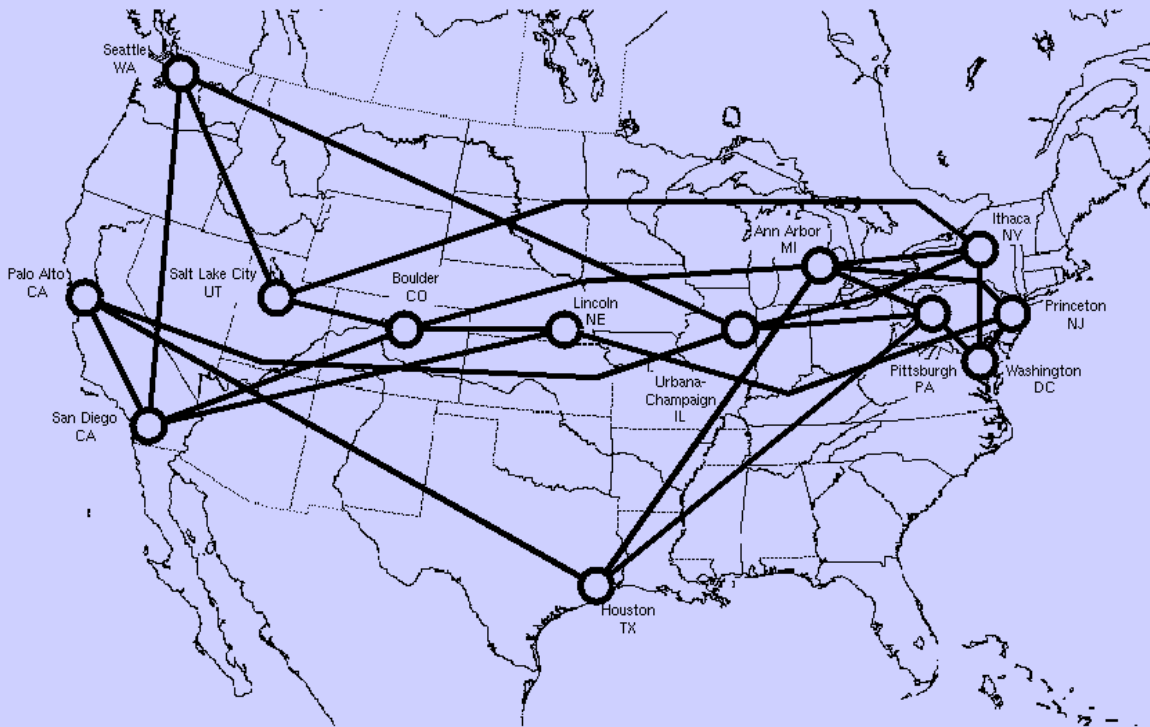 Seattle
WA
Ithaca
NY
Ann Arbor
MI
Palo Alto
CA
Salt Lake City
UT
Boulder
CO
Lincoln
NE
Princeton
NJ
Urbana-
Champaign
IL
Pittsburgh
PA
Washington
DC
San Diego
CA
Houston
TX